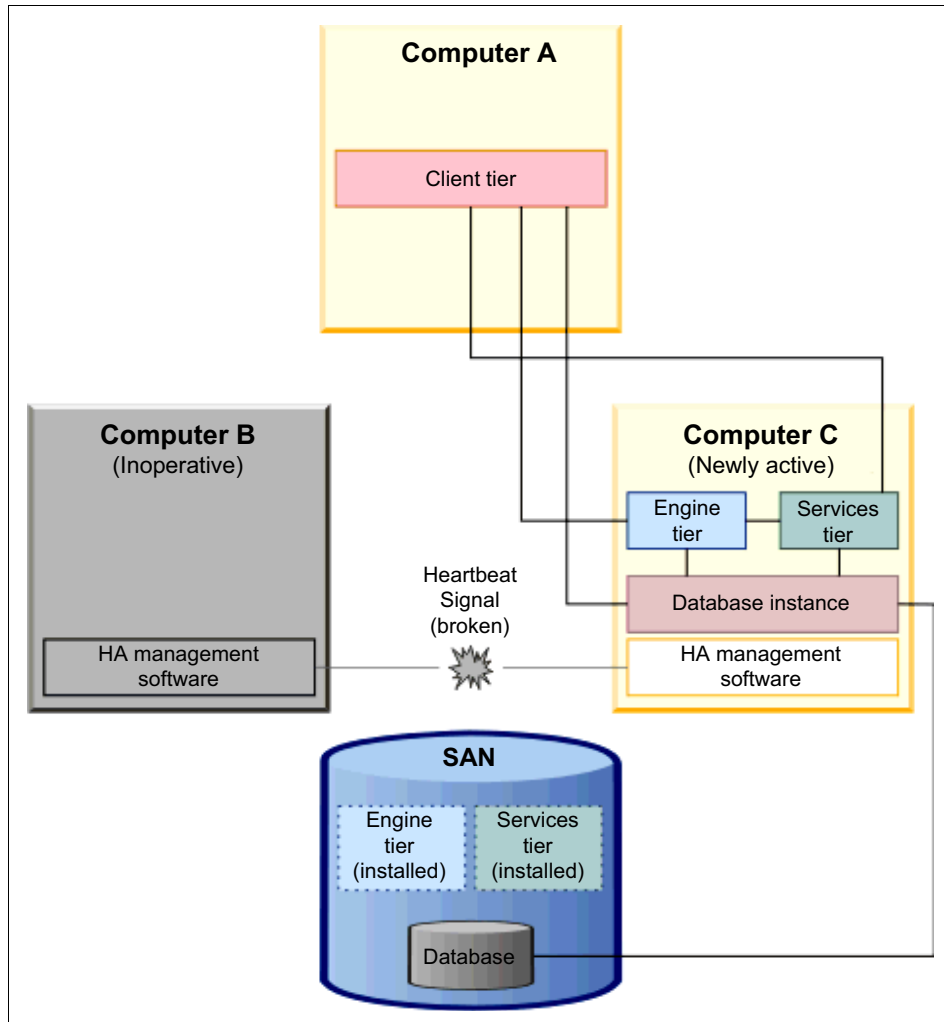 Computer A
Client tier
Computer B
(Inoperative)
HA management
software
Heartbeat
Signal
(broken)
Computer C
(Newly active)
Engine
tier
Services
tier
Database instance
HA management
software
SAN
Engine
tier
(installed)
Services
tier
(installed)
Database